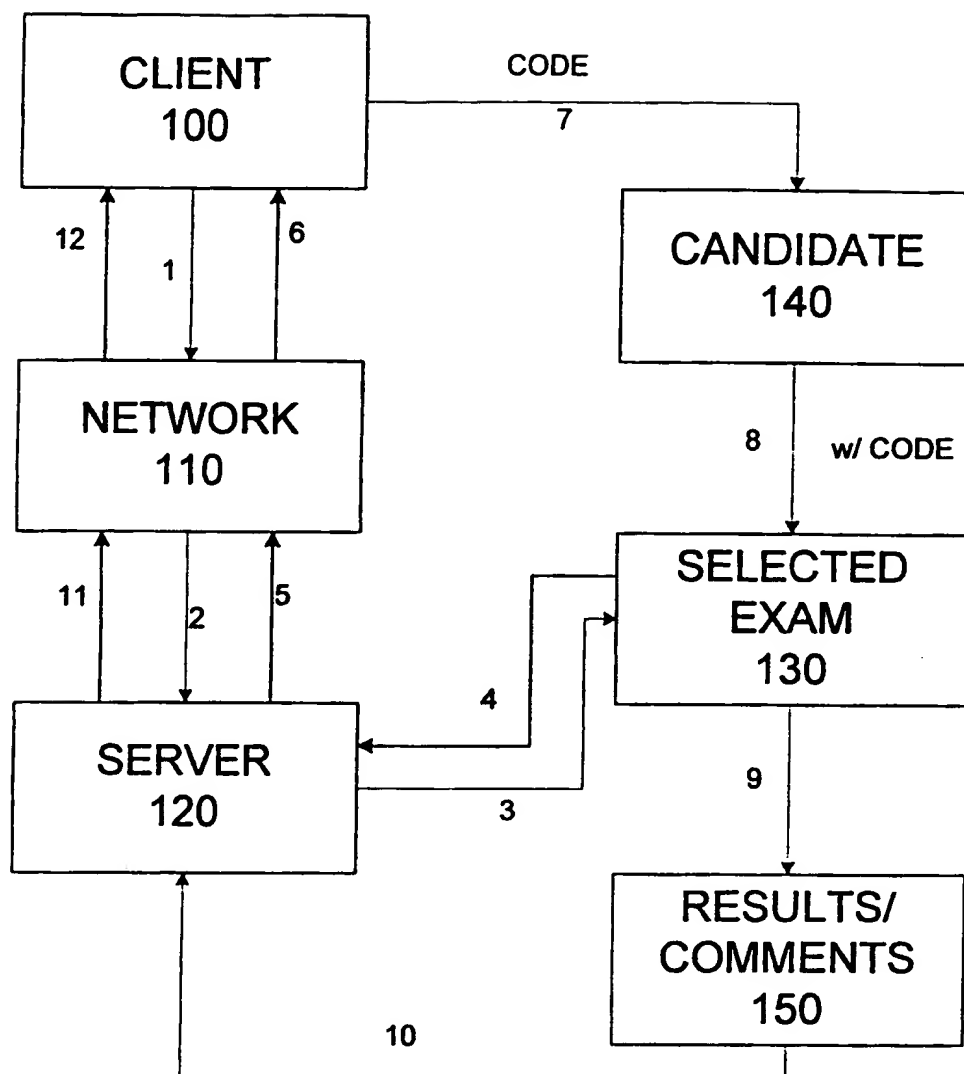 CLIENT
100
CODE
7
12
1
6
CANDIDATE
140
NETWORK
110
8
w/ CODE
11
2
5
SELECTED
EXAM
130
4
3
SERVER
120
9
RESULTS/
COMMENTS
150
10